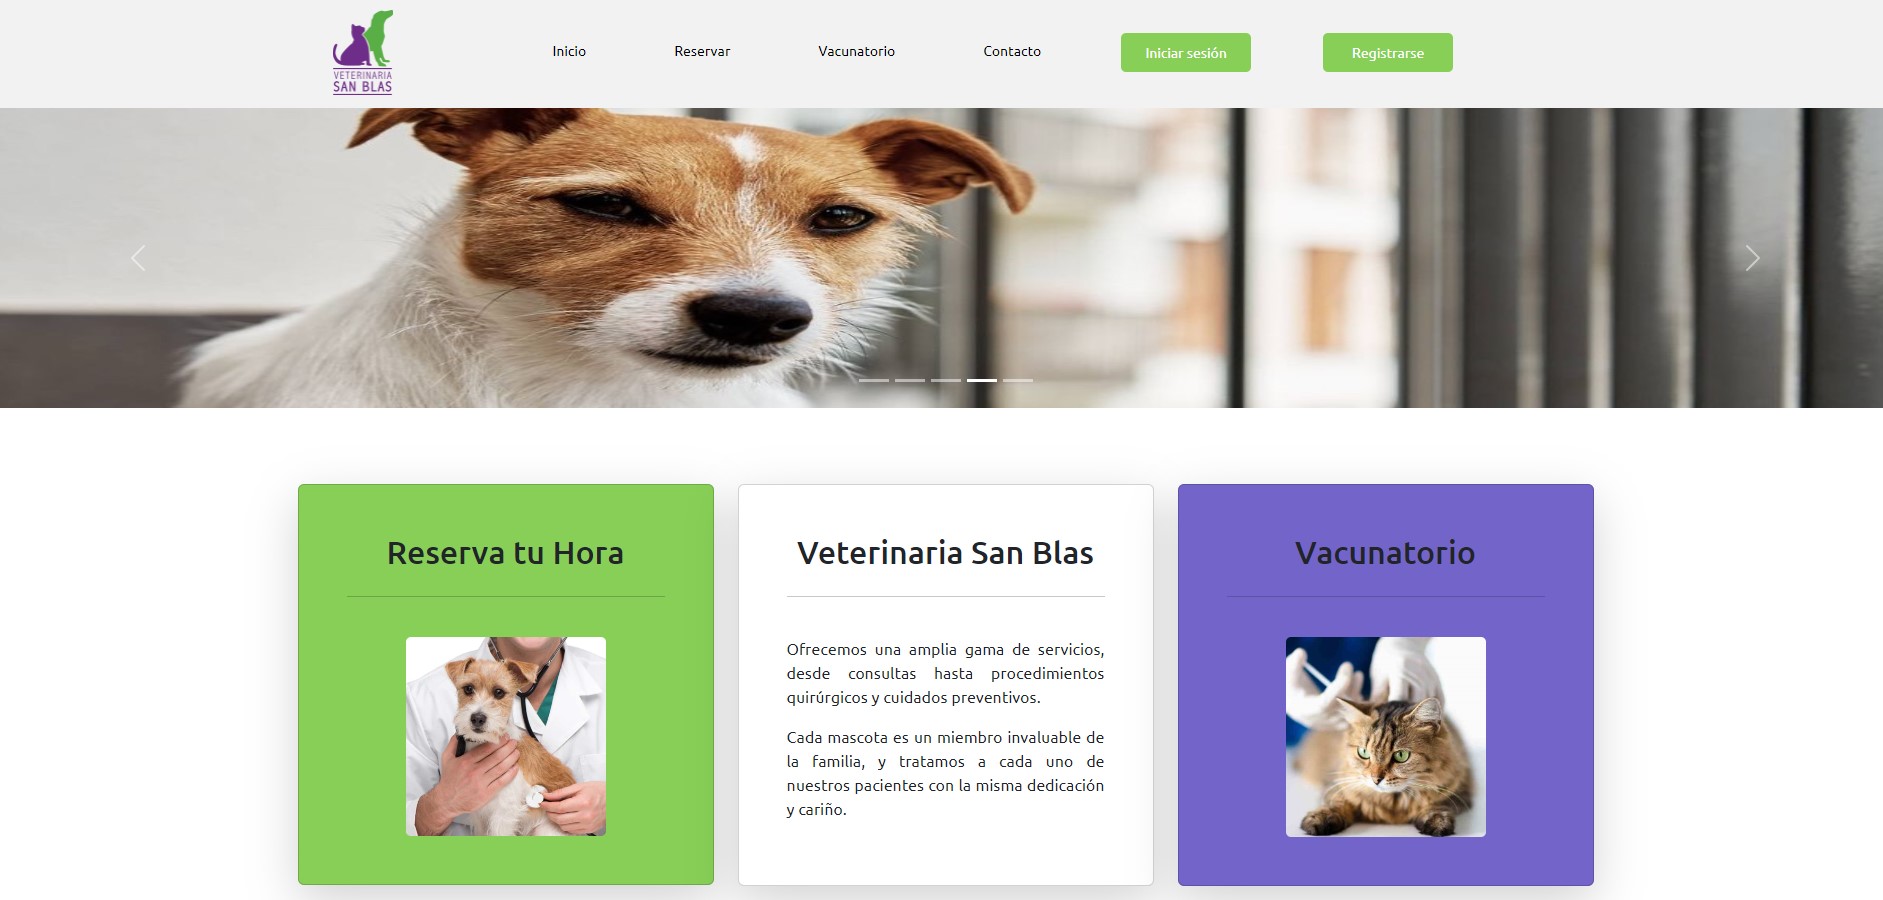 VETERINARIA
SAN BLAS
Inicio
Reservar
Vacunatorio
Contacto
Iniciar sesión
Registrarse
Reserva tu Hora
Veterinaria San Blas
Ofrecemos una amplia gama de servicios,
desde consultas hasta procedimientos
quirúrgicos y cuidados preventivos.
Cada mascota es un miembro invaluable de
la familia, y tratamos a cada uno de
nuestros pacientes con la misma dedicación
y cariño.
Vacunatorio